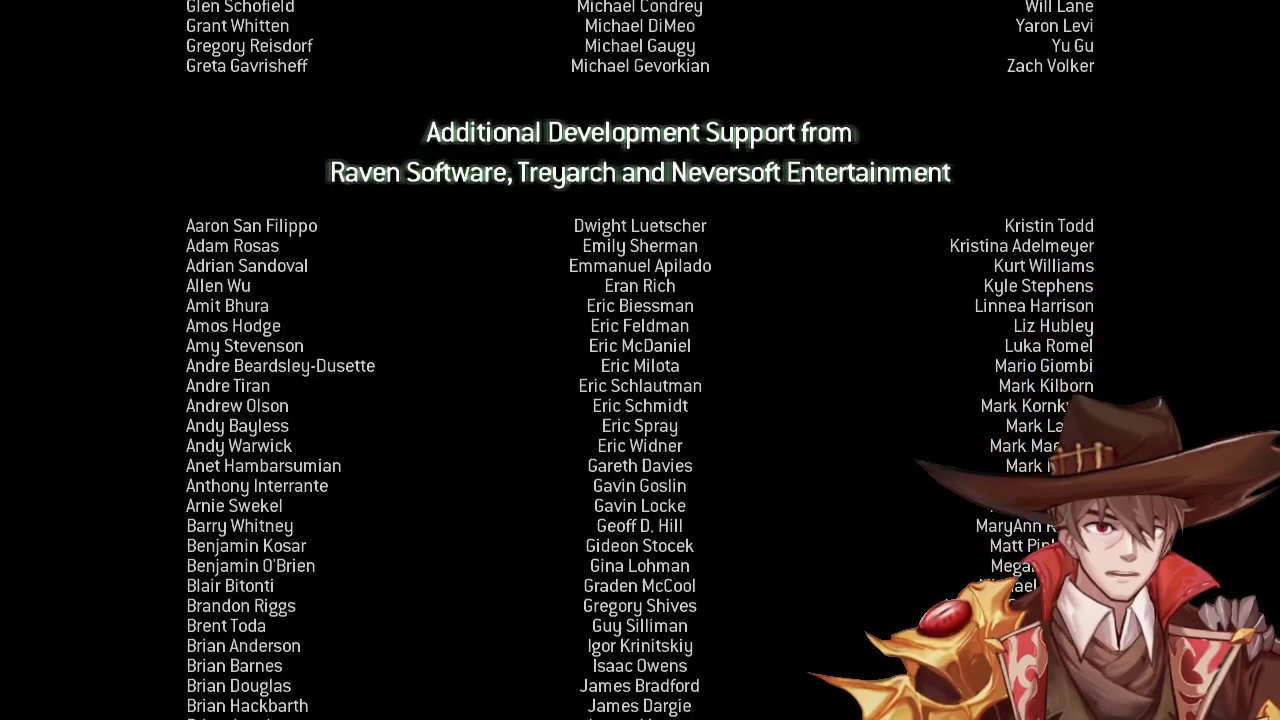 Glen Schofield Michael Condrey Will Lane
Grant Whitten Michael DiMeo Yaron Levi
Gregory Reisdorf Michael Gaugy Yu Gu
Greta Gavrisheff Michael Gevorkian Zach Volker
Additional Development Support from
Raven Software, Treyarch and Neversoft Entertainment
Aaron San Filippo Dwight Luetscher Kristin Todd
Adam Rosas Emily Sherman Kristina Adelmeyer
Adrian Sandoval Emmanuel Apilado Kurt Williams
Allen Wu Eran Rich Kyle Stephens
Amit Bhura Eric Biessman Linnea Harrison
Amos Hodge Eric Feldman Liz Hubley
Amy Stevenson Eric McDaniel Luka Romel
Andre Beardsley-Dusette Eric Milota Mario Giombi
Andre Tiran Eric Schlautman Mark Kilborn
Andrew Olson Eric Schmidt Mark
Andy Bayless Eric Spray Mark
Andy Warwick Eric Widner Mark
Anet Hambarsumian Gareth Davies Mark
Anthony Interrante Gavin Goslin
Arnie Swekel Gavin Locke
Barry Whitney Geoff D. Hill MaryAnn
Benjamin Kosar Gideon Stocek Matt
Benjamin O'Brien Gina Lohman
Blair Bitonti Graden McCool
Brandon Riggs Gregory Shives
Brent Toda Guy Silliman
Brian Anderson Igor Krinitskiy
Brian Barnes Isaac Owens
Brian Douglas James Bradford
Brian Hackbarth James Dargie